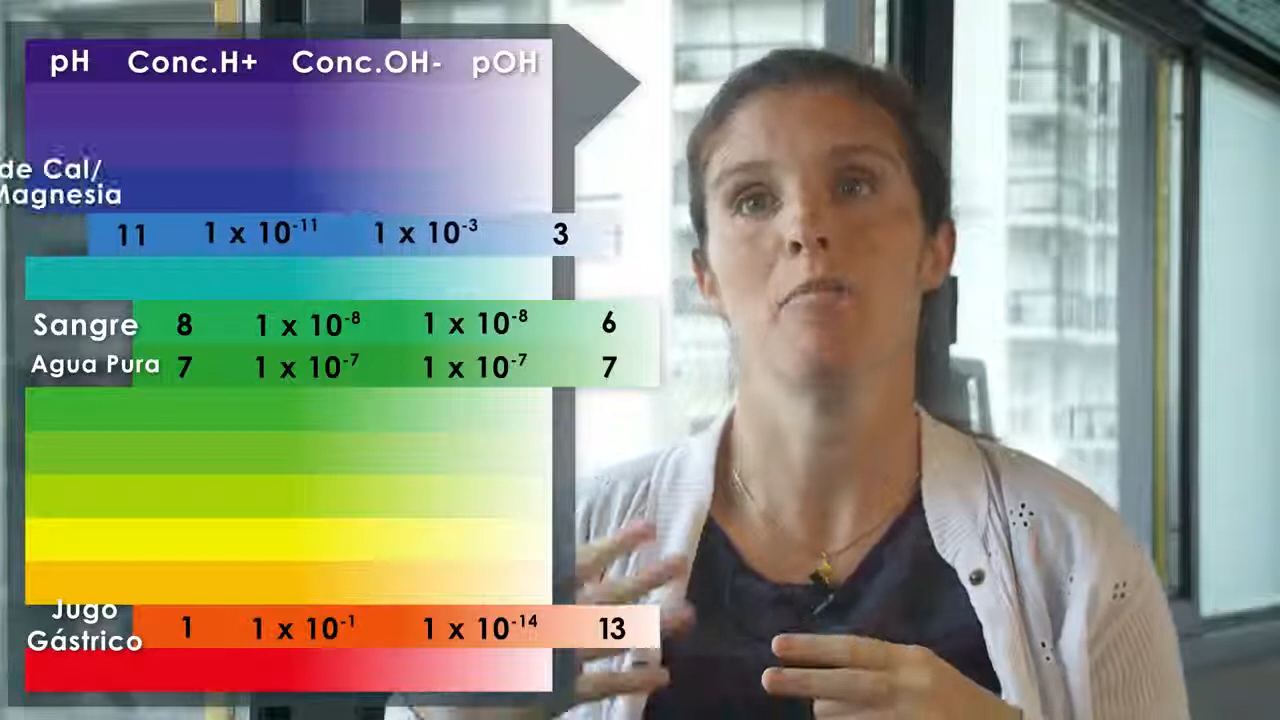 pH Conc.H+ Conc.OH- pOH
de Cal/
Magnesia
11 1 x 10⁻¹¹ 1 x 10⁻³ 3
Sangre 8 1 x 10⁻⁸ 1 x 10⁻⁸ 6
Agua Pura 7 1 x 10⁻⁷ 1 x 10⁻⁷ 7
Jugo
Gástrico 1 1 x 10⁻¹ 1 x 10⁻¹⁴ 13